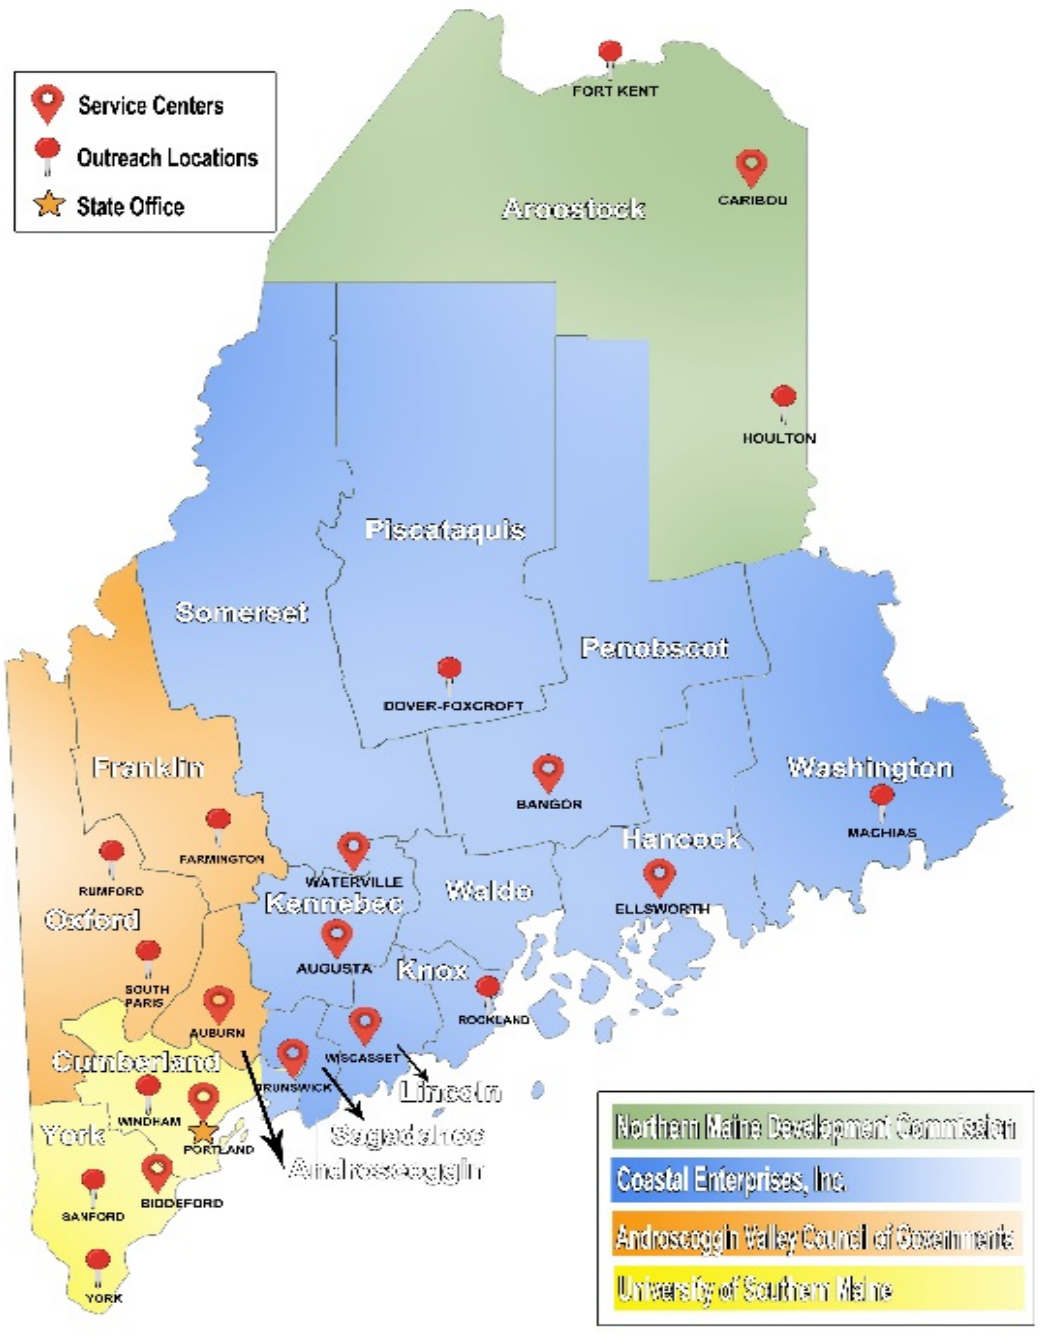 FORT KENT
Service Centers
Outreach Locations
State Office
CARIBOU
Aroostock
HOULTON
Piscataquis
Somerset
Penobscot
DOVER-FOXCROFT
Franklin
Washington
BANGOR
MACHIAS
Hancock
FARMINGTON
WATERVILLE
RUMFORD
Kennebec
Waldo
ELLSWORTH
Oxford
AUGUSTA
Knox
SOUTH
PARIS
ROCKLAND
AUBURN
WISCASSET
Cumberland
BRUNSWICK
Lincoln
WINDHAM
York
Sagadahoc
PORTLAND
Androscoggin
BIDDEFORD
SANFORD
YORK
Northern Maine Development Commission
Coastal Enterprises, Inc.
Androscoggin Valley Council of Governments
University of Southern Maine